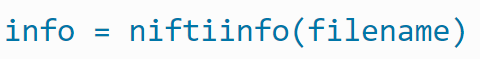 info = niftiinfo(filename)